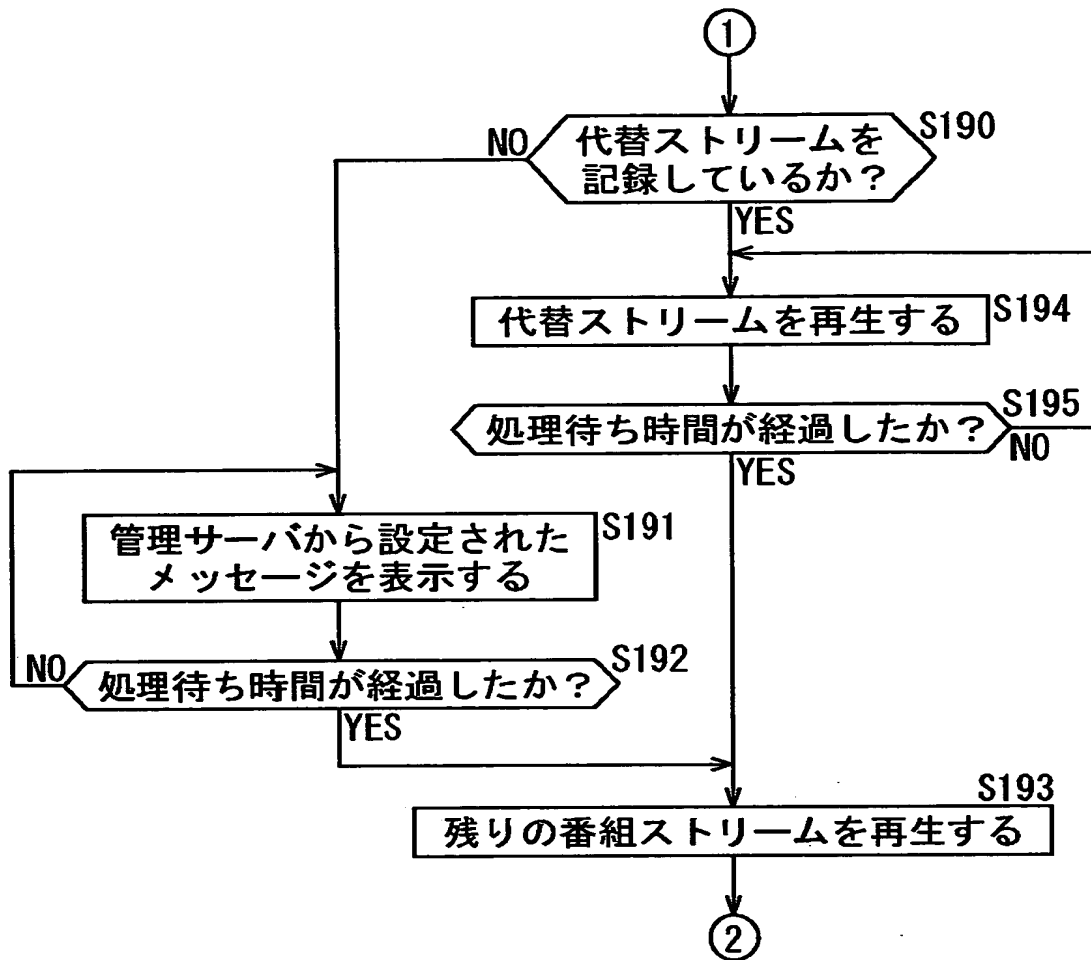 1
代替ストリームを
記録しているか？
S190
NO
YES
代替ストリームを再生する
S194
処理待ち時間が経過したか？
S195
NO
YES
管理サーバから設定された
メッセージを表示する
S191
処理待ち時間が経過したか？
S192
NO
YES
S193
残りの番組ストリームを再生する
2